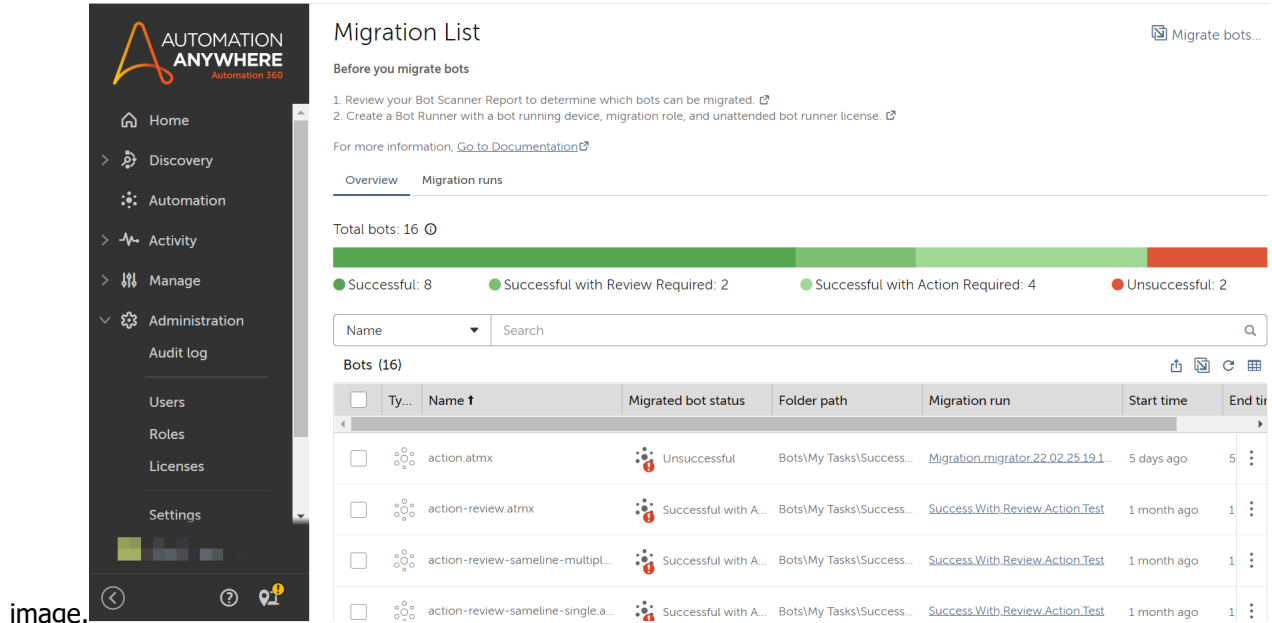 AUTOMATION
ANYWHERE
Automation 360
Home
Discovery
Automation
Activity
Manage
Administration
Audit log
Users
Roles
Licenses
Settings
Migration List
Migrate bots...
Before you migrate bots
1. Review your Bot Scanner Report to determine which bots can be migrated.
2. Create a Bot Runner with a bot running device, migration role, and unattended bot runner license.
For more information, Go to Documentation
Overview Migration runs
Total bots: 16
Successful: 8 Successful with Review Required: 2 Successful with Action Required: 4 Unsuccessful: 2
Name Search
Bots (16)
Ty... Name Migrated bot status Folder path Migration run Start time End tir
action.atmx Unsuccessful Bots\My Tasks\Success... Migration.migrator.22.02.25.19.1... 5 days ago 5
action-review.atmx Successful with A... Bots\My Tasks\Success... Success.With,Review.Action.Test 1 month ago 1
action-review-sameline-multipl... Successful with A... Bots\My Tasks\Success... Success.With,Review.Action.Test 1 month ago 1
action-review-sameline-single.a... Successful with A... Bots\My Tasks\Success... Success.With,Review.Action.Test 1 month ago 1
image.